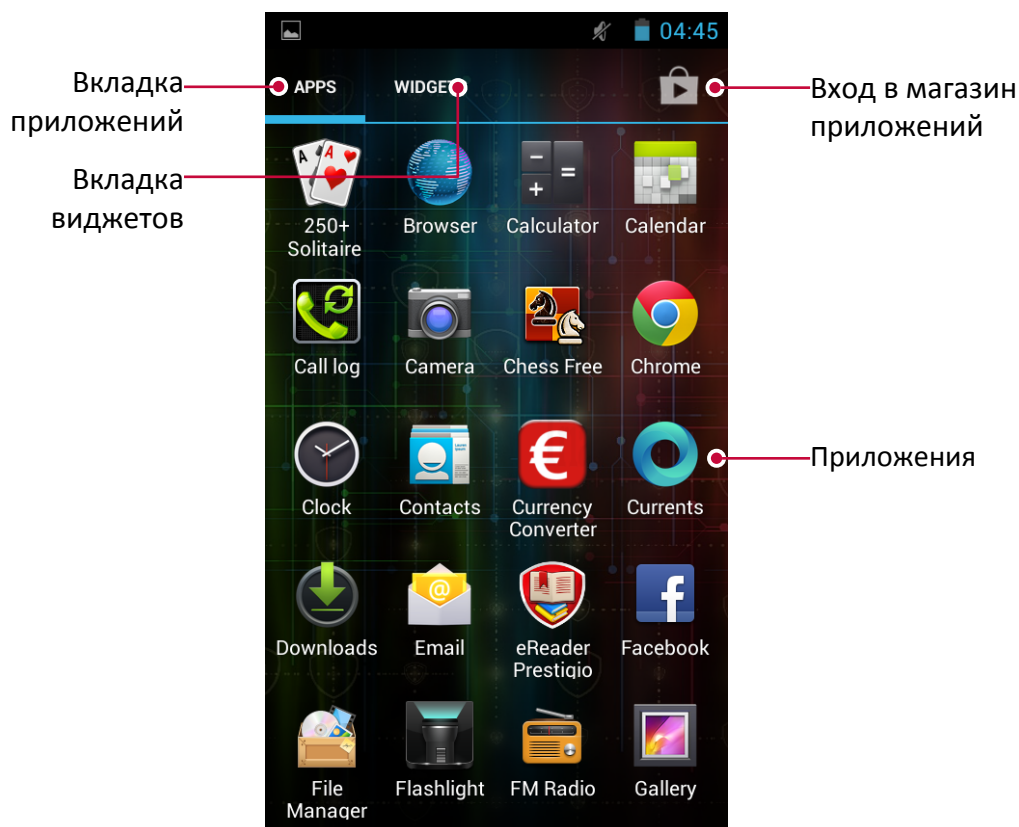 04:45
Вкладка
приложений
APPS
WIDGET
Вход в магазин
приложений
Вкладка
виджетов
250+
Solitaire
Browser
Calculator
Calendar
Call log
Camera
Chess Free
Chrome
Clock
Contacts
Currency
Converter
Currents
Приложения
Downloads
Email
eReader
Prestigio
Facebook
File
Manager
Flashlight
FM Radio
Gallery